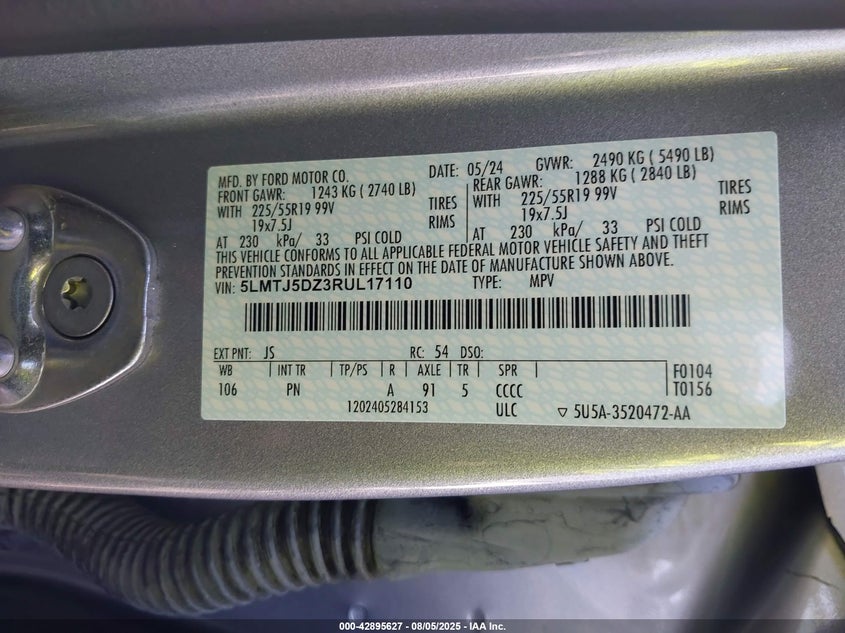 MFD. BY FORD MOTOR CO. DATE: 05/24 GVWR: 2490 KG ( 5490 LB)
FRONT GAWR: 1243 KG ( 2740 LB) REAR GAWR: 1288 KG ( 2840 LB)
WITH 225/55R19 99V TIRES WITH 225/55R19 99V TIRES
19x7.5J RIMS 19x7.5J RIMS
AT 230 kPa/ 33 PSI COLD AT 230 kPa/ 33 PSI COLD
THIS VEHICLE CONFORMS TO ALL APPLICABLE FEDERAL MOTOR VEHICLE SAFETY AND THEFT
PREVENTION STANDARDS IN EFFECT ON THE DATE OF MANUFACTURE SHOWN ABOVE.
VIN: 5LMTJ5DZ3RUL17110 TYPE: MPV
EXT PNT: JS RC: 54 DSO:
WB INT TR TP/PS R AXLE TR SPR F0104
106 PN A 91 5 CCCC T0156
1202405284153 ULC ▽ 5U5A-3520472-AA
000-42895627 - 08/05/2025 - IAA Inc.